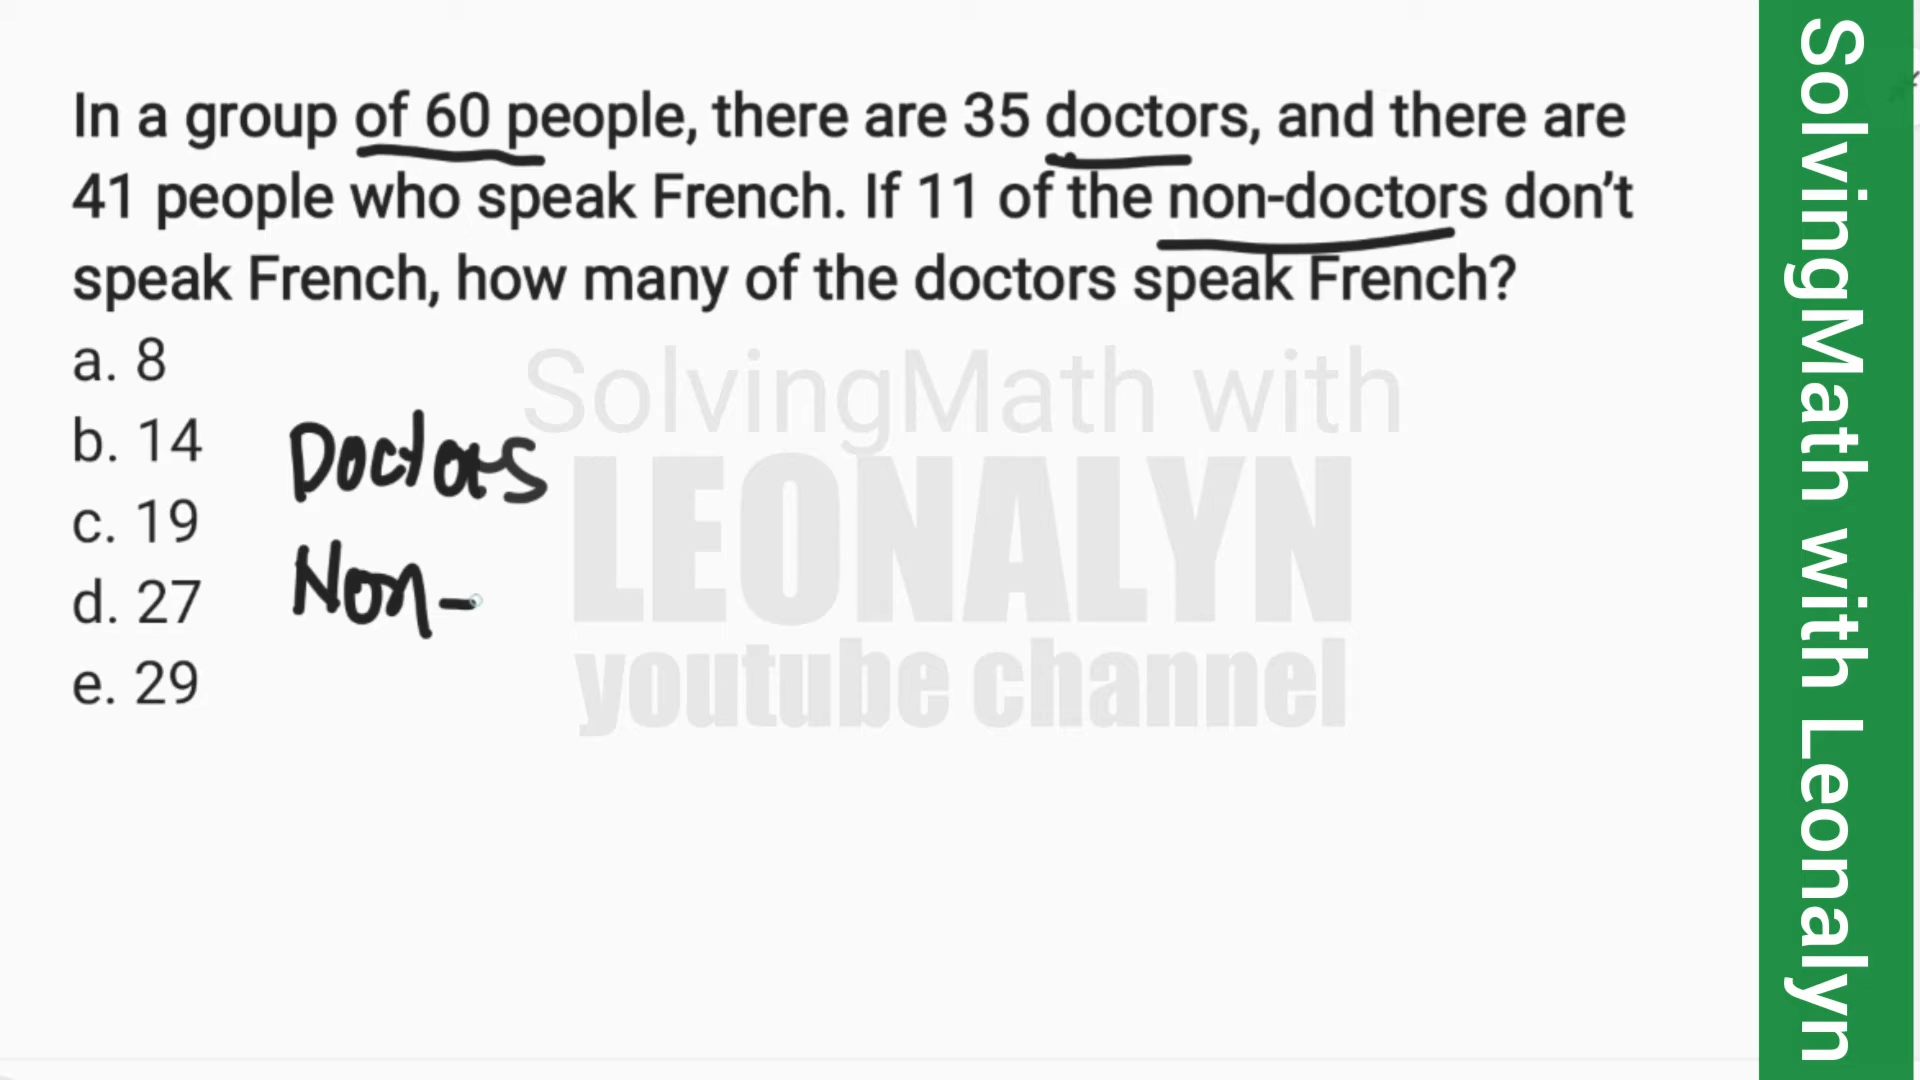 In a group of 60 people, there are 35 doctors, and there are
41 people who speak French. If 11 of the non-doctors don’t
speak French, how many of the doctors speak French?
a. 8
b. 14
c. 19
d. 27
e. 29
Doctors
Non -
SolvingMath with
LEONALYN
youtube channel
SolvingMath with Leonalyn